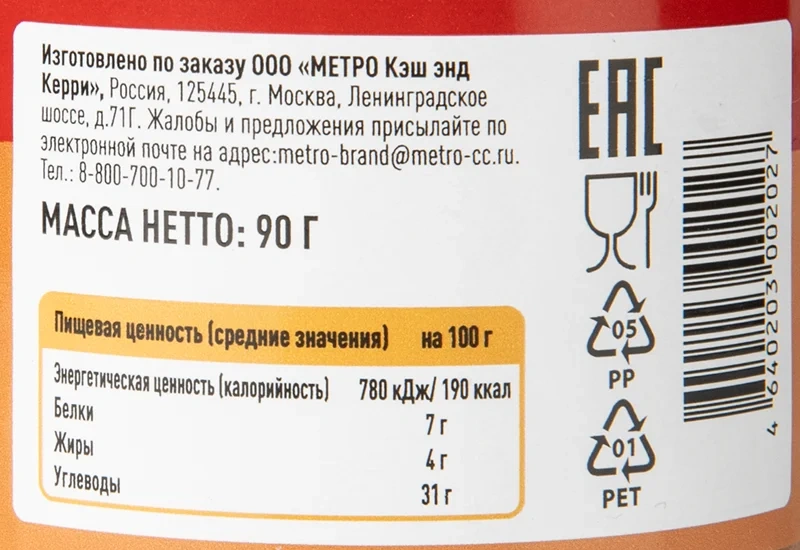 Изготовлено по заказу ООО «МЕТРО Кэш энд
Керри», Россия, 125445, г. Москва, Ленинградское
шоссе, д.71Г. Жалобы и предложения присылайте по
электронной почте на адрес:metro-brand@metro-cc.ru.
Тел.: 8-800-700-10-77.
МАССА НЕТТО: 90 Г
Пищевая ценность (средние значения) на 100 г
Энергетическая ценность (калорийность) 780 кДж/ 190 ккал
Белки 7 г
Жиры 4 г
Углеводы 31 г
EAC
05
PP
01
PET
4 640203 002027